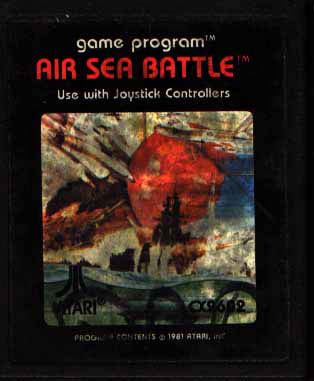 game program™
AIR SEA BATTLE™
Use with Joystick Controllers
ATARI®
CX2602
PROGRAM CONTENTS © 1981 ATARI, INC.